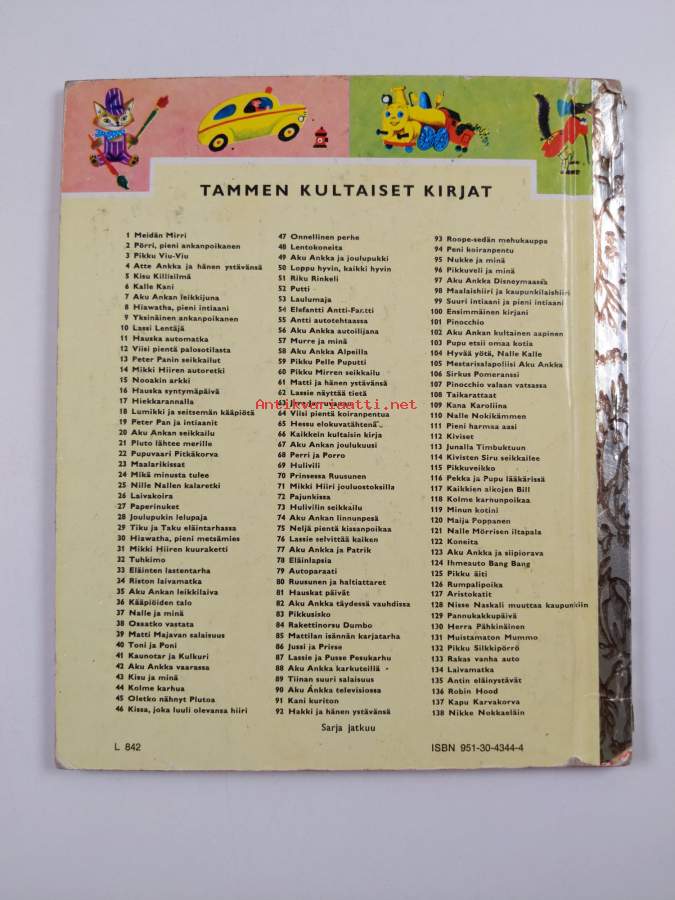 TAMMEN KULTAISET KIRJAT
1 Meidän Mirri
2 Pörri, pieni ankanpoikanen
3 Pikku Viu-Viu
4 Atte Ankka ja hänen ystävänsä
5 Kisu Killisilmä
6 Kalle Kani
7 Aku Ankan leikkijuna
8 Hiawatha, pieni intiaani
9 Yksinäinen ankanpoikanen
10 Lassi Lentäjä
11 Hauska automatka
12 Viisi pientä palosotilasta
13 Peter Panin seikkailut
14 Mikki Hiiren autoretki
15 Nooakin arkki
16 Hauska syntymäpäivä
17 Hiekkarannalla
18 Lumikki ja seitsemän kääpiötä
19 Peter Pan ja intiaanit
20 Aku Ankan seikkailu
21 Pluto lähtee merille
22 Pupuvaari Pitkäkorva
23 Maalarikissat
24 Mikä minusta tulee
25 Nille Nallen kalaretki
26 Laivakoira
27 Paperinuket
28 Joulupukin lelupaja
29 Tiku ja Taku eläintarhassa
30 Hiawatha, pieni metsämies
31 Mikki Hiiren kuuraketti
32 Tuhkimo
33 Eläinten lastentarha
34 Riston laivamatka
35 Aku Ankan leikkilaiva
36 Kääpiöiden talo
37 Nalle ja minä
38 Ossatko vastata
39 Matti Majavan salaisuus
40 Toni ja Poni
41 Kaunotar ja Kulkuri
42 Aku Ankka vaarassa
43 Kisu ja minä
44 Kolme karhua
45 Oletko nähnyt Plutoa
46 Kissa, joka luuli olevansa hiiri
47 Onnellinen perhe
48 Lentokoneita
49 Aku Ankka ja joulupukki
50 Loppu hyvin, kaikki hyvin
51 Riku Rinkeli
52 Putti
53 Laulumaja
54 Elefantti Antti-Fantti
55 Antti autotehtaassa
56 Aku Ankka autoilijana
57 Murre ja minä
58 Aku Ankka Alpeilla
59 Pikku Pelle Puputti
60 Pikku Mirren seikkailu
61 Matti ja hänen ystävänsä
62 Lassie näyttää tietä
63
64 Viisi pientä koiranpentua
65 Hessu elokuvatähtenä
66 Kaikkein kultaisin kirja
67 Aku Ankan joulukuusi
68 Perri ja Porro
69 Hulivili
70 Prinsessa Ruusunen
71 Mikki Hiiri jouluostoksilla
72 Pajunkissa
73 Hulivilin seikkailu
74 Aku Ankan linnunpesä
75 Neljä pientä kissanpoikaa
76 Lassie selvittää kaiken
77 Aku Ankka ja Patrik
78 Eläinlapsia
79 Autoparaati
80 Ruusunen ja haltiattaret
81 Hauskat päivät
82 Aku Ankka täydessä vauhdissa
83 Pikkusisko
84 Rakettinorsu Dumbo
85 Mattilan isännän karjatarha
86 Jussi ja Prisse
87 Lassie ja Pusse Pesukarhu
88 Aku Ankka karkuteillä
89 Tiinan suuri salaisuus
90 Aku Ankka televisiossa
91 Kani kuriton
92 Hakki ja hänen ystävänsä
93 Roope-sedän mehukauppa
94 Peni koiranpentu
95 Nukke ja minä
96 Pikkuveli ja minä
97 Aku Ankka Disneymaassa
98 Maalaishiiri ja kaupunkilaishiiri
99 Suuri intiaani ja pieni intiaani
100 Ensimmäinen kirjani
101 Pinocchio
102 Aku Ankan kultainen aapinen
103 Pupu etsii omaa kotia
104 Hyvää yötä, Nalle Kalle
105 Mestarisalapoliisi Aku Ankka
106 Sirkus Pomeranssi
107 Pinocchio valaan vatsassa
108 Taikarattaat
109 Kana Karoliina
110 Nalle Nokikämmen
111 Pieni harmaa aasi
112 Kiviset
113 Junalla Timbuktuun
114 Kivisten Siru seikkailee
115 Pikkuveikko
116 Pekka ja Pupu lääkärissä
117 Kaikkien aikojen Bill
118 Kolme karnunpoikaa
119 Minun kotini
120 Maija Poppanen
121 Nalle Mörrisen iltapala
122 Koneita
123 Aku Ankka ja siipiorava
124 Ihmeauto Bang Bang
125 Pikku äiti
126 Rumpalipoika
127 Aristokatit
128 Nisse Naskali muuttaa kaupunkiin
129 Pannukakkupäivä
130 Herra Pähkinäinen
131 Muistamaton Mummo
132 Pikku Silkkipörrö
133 Rakas vanha auto
134 Laivamatka
135 Antin eläinystävät
136 Robin Hood
137 Kapu Karvakorva
138 Nikke Nokkaeläin
Sarja jatkuu
L 842
ISBN 951-30-4344-4
Antikvariaatti.net